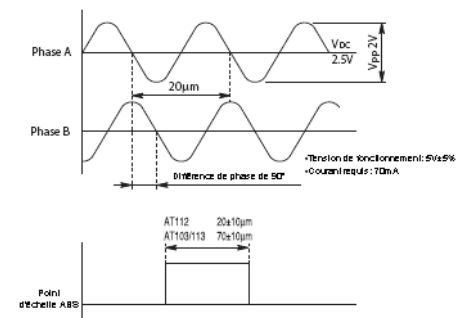 Phase A
VDC
2.5V
Vpp 2V
20µm
Phase B
Différence de phase de 90°
•Tension de fonctionnement: 5V±5%
•Courant requis : 70mA
AT112 20±10µm
AT103/113 70±10µm
Point
d'échelle ABS